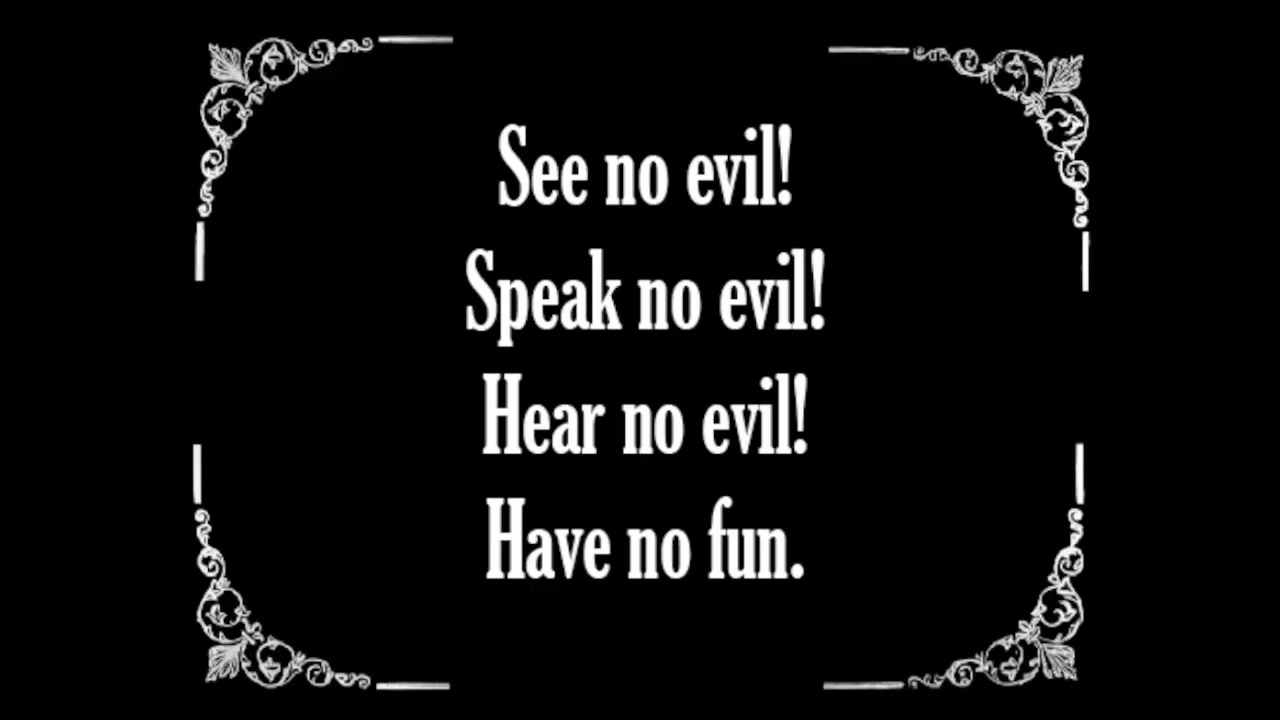 See no evil!
Speak no evil!
Hear no evil!
Have no fun.